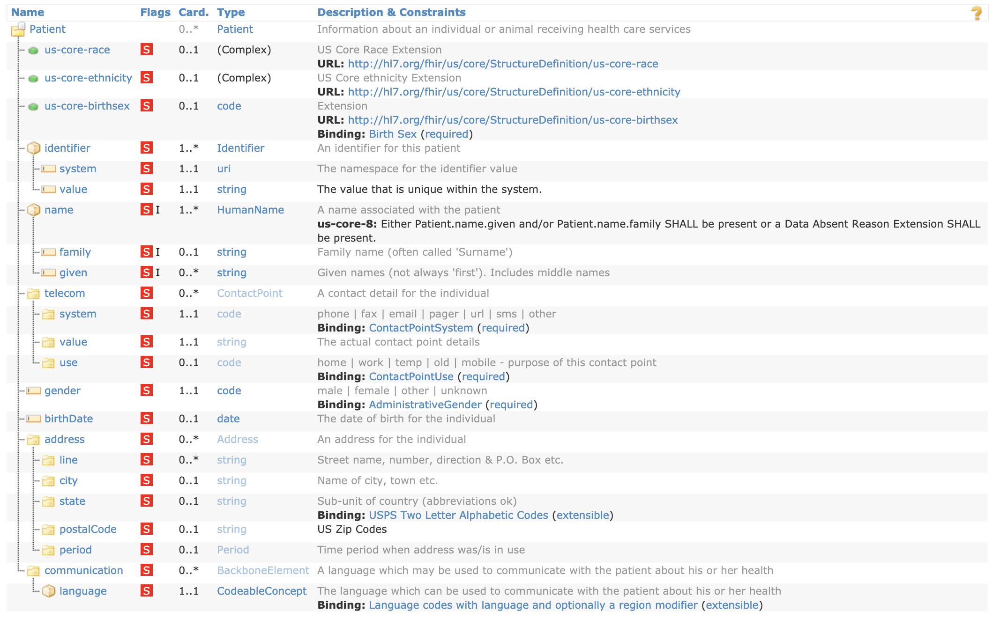 Name Flags Card. Type Description & Constraints ?
Patient 0..* Patient Information about an individual or animal receiving health care services
us-core-race S 0..1 (Complex) US Core Race Extension
URL: http://hl7.org/fhir/us/core/StructureDefinition/us-core-race
us-core-ethnicity S 0..1 (Complex) US Core ethnicity Extension
URL: http://hl7.org/fhir/us/core/StructureDefinition/us-core-ethnicity
us-core-birthsex S 0..1 code Extension
URL: http://hl7.org/fhir/us/core/StructureDefinition/us-core-birthsex
Binding: Birth Sex (required)
identifier S 1..* Identifier An identifier for this patient
system S 1..1 uri The namespace for the identifier value
value S 1..1 string The value that is unique within the system.
name S I 1..* HumanName A name associated with the patient
us-core-8: Either Patient.name.given and/or Patient.name.family SHALL be present or a Data Absent Reason Extension SHALL
be present.
family S I 0..1 string Family name (often called 'Surname')
given S I 0..* string Given names (not always 'first'). Includes middle names
telecom S 0..* ContactPoint A contact detail for the individual
system S 1..1 code phone | fax | email | pager | url | sms | other
Binding: ContactPointSystem (required)
value S 1..1 string The actual contact point details
use S 0..1 code home | work | temp | old | mobile - purpose of this contact point
Binding: ContactPointUse (required)
gender S 1..1 code male | female | other | unknown
Binding: AdministrativeGender (required)
birthDate S 0..1 date The date of birth for the individual
address S 0..* Address An address for the individual
line S 0..* string Street name, number, direction & P.O. Box etc.
city S 0..1 string Name of city, town etc.
state S 0..1 string Sub-unit of country (abbreviations ok)
Binding: USPS Two Letter Alphabetic Codes (extensible)
postalCode S 0..1 string US Zip Codes
period S 0..1 Period Time period when address was/is in use
communication S 0..* BackboneElement A language which may be used to communicate with the patient about his or her health
language S 1..1 CodeableConcept The language which can be used to communicate with the patient about his or her health
Binding: Language codes with language and optionally a region modifier (extensible)